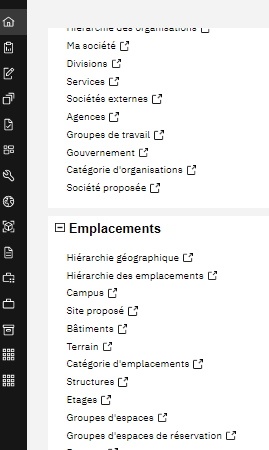 Hiérarchie des organisations
Ma société
Divisions
Services
Sociétés externes
Agences
Groupes de travail
Gouvernement
Catégorie d'organisations
Société proposée
Emplacements
Hiérarchie géographique
Hiérarchie des emplacements
Campus
Site proposé
Bâtiments
Terrain
Catégorie d'emplacements
Structures
Etages
Groupes d'espaces
Groupes d'espaces de réservation